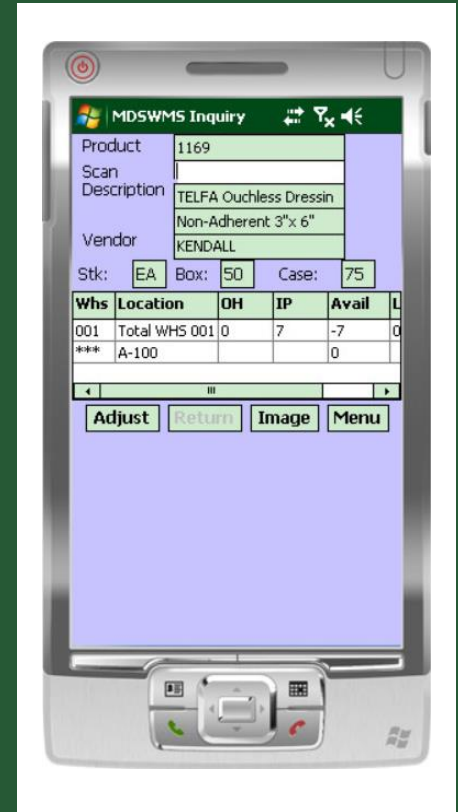 MDSWMS Inquiry
Product 1169
Scan
Description TELFA Ouchless Dressin
Non-Adherent 3"x 6"
Vendor KENDALL
Stk: EA Box: 50 Case: 75
Whs Location OH IP Avail L
001 Total WHS 001 0 7 -7 0
*** A-100 0
Adjust Return Image Menu